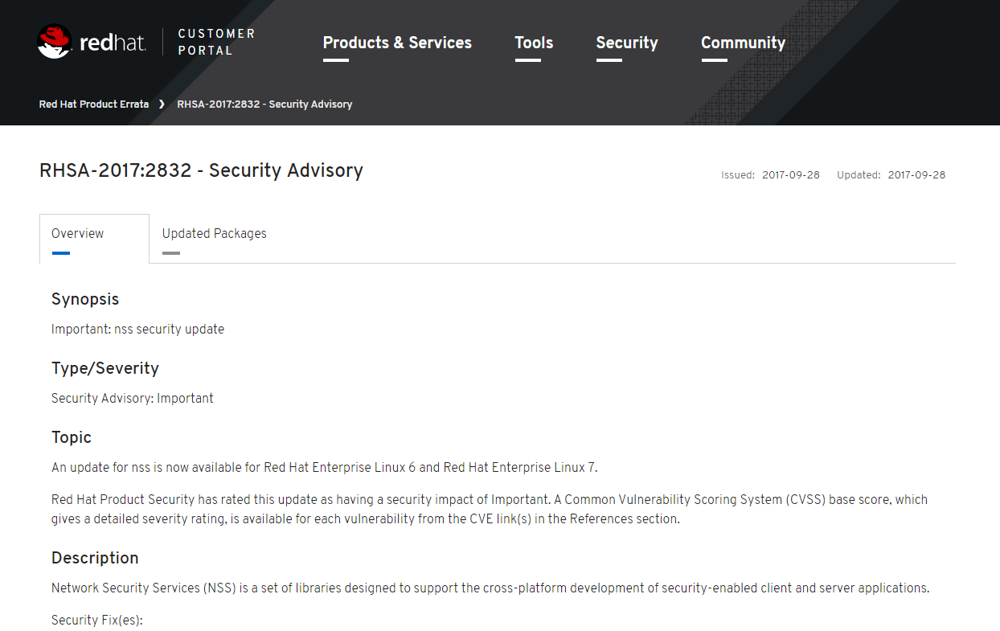 redhat. CUSTOMER PORTAL
Products & Services Tools Security Community
Red Hat Product Errata ❯ RHSA-2017:2832 - Security Advisory
RHSA-2017:2832 - Security Advisory
Issued: 2017-09-28 Updated: 2017-09-28
Overview Updated Packages
Synopsis
Important: nss security update
Type/Severity
Security Advisory: Important
Topic
An update for nss is now available for Red Hat Enterprise Linux 6 and Red Hat Enterprise Linux 7.
Red Hat Product Security has rated this update as having a security impact of Important. A Common Vulnerability Scoring System (CVSS) base score, which
gives a detailed severity rating, is available for each vulnerability from the CVE link(s) in the References section.
Description
Network Security Services (NSS) is a set of libraries designed to support the cross-platform development of security-enabled client and server applications.
Security Fix(es):